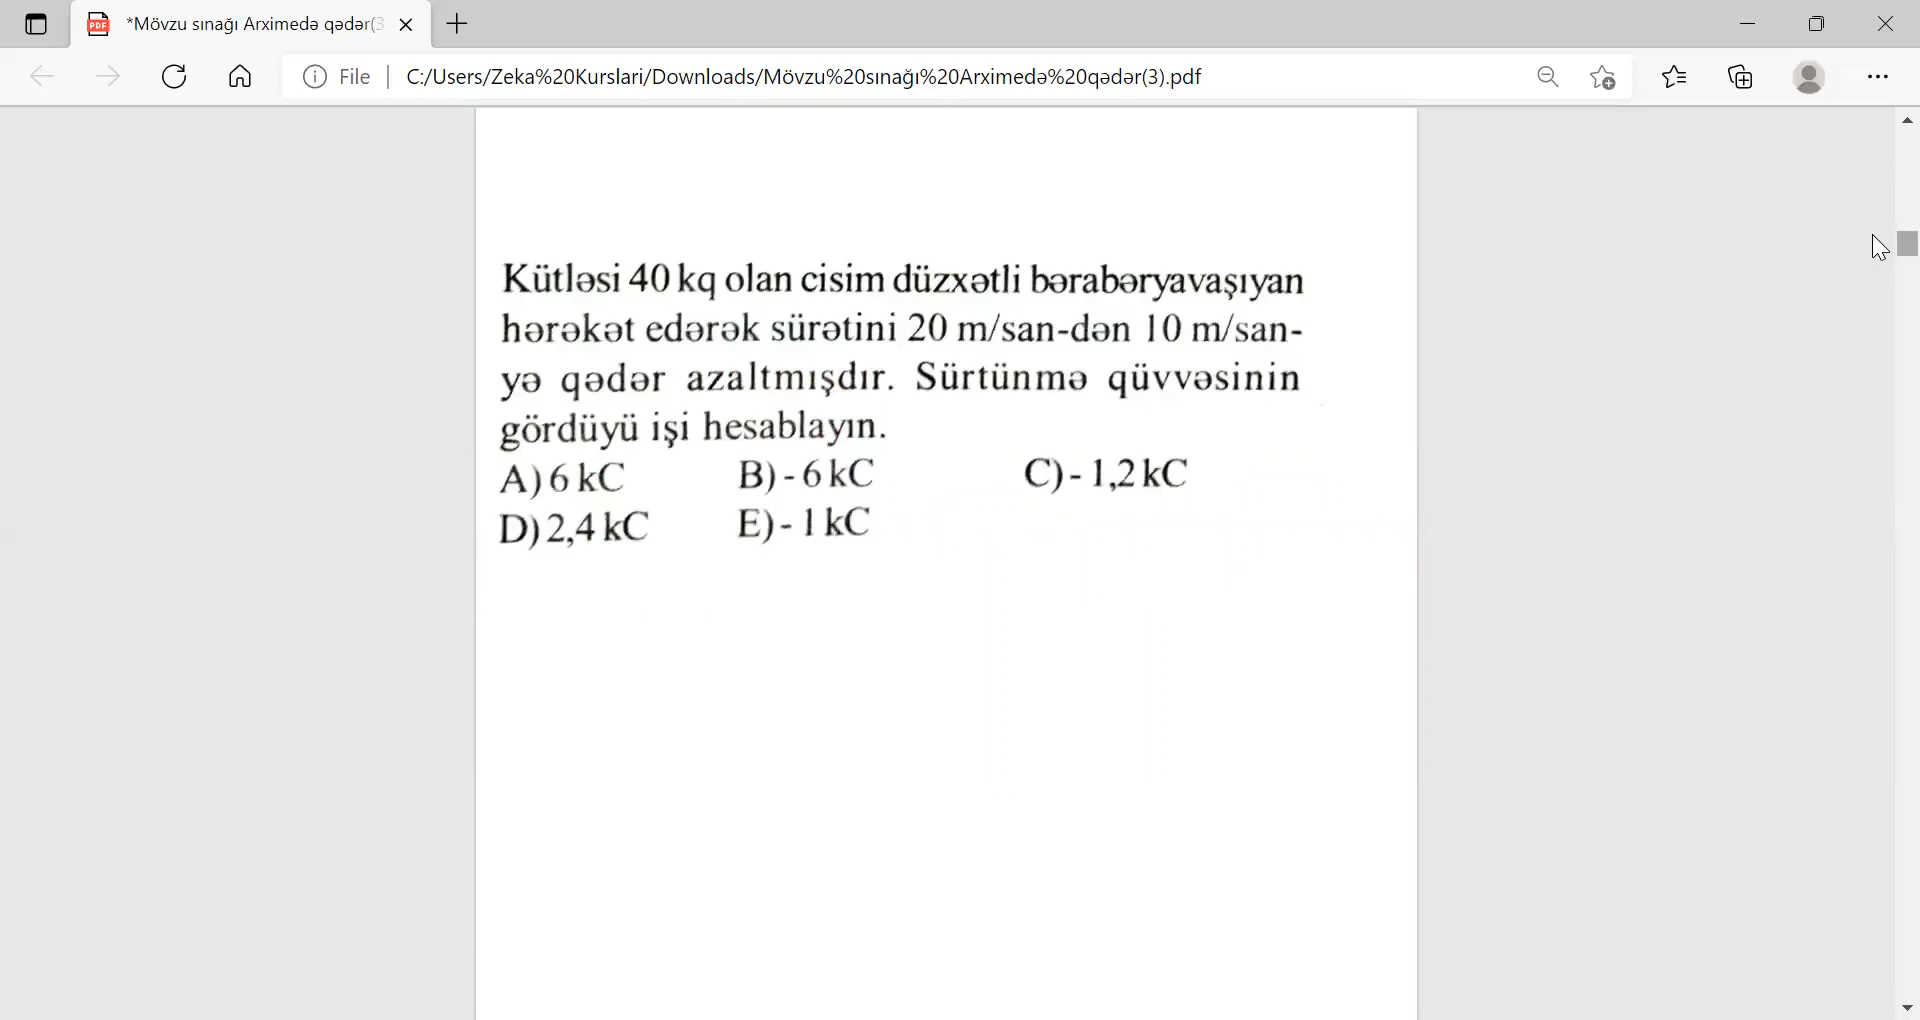 *Mövzu sınağı Arximedə qədər(3
File
C:/Users/Zeka%20Kurslari/Downloads/Mövzu%20sınağı%20Arximedə%20qədər(3).pdf
Kütləsi 40 kq olan cisim düzxətli bərabəryavaşıyan
hərəkət edərək sürətini 20 m/san-dən 10 m/san-
yə qədər azaltmışdır. Sürtünmə qüvvəsinin
gördüyü işi hesablayın.
A) 6 kC B) - 6 kC C) - 1,2 kC
D) 2,4 kC E) - 1 kC